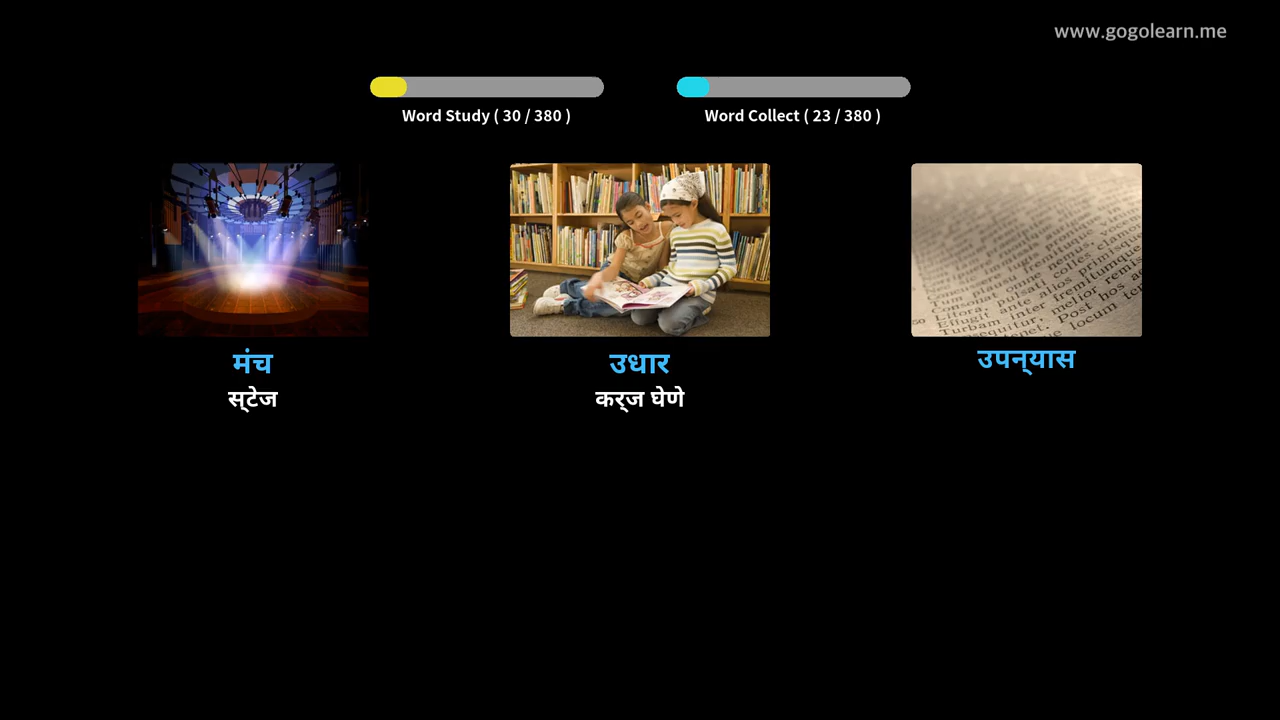 www.gogolearn.me
Word Study ( 30 / 380 )
Word Collect ( 23 / 380 )
मंच
स्टेज
उधार
कर्ज घेणे
उपन्यास